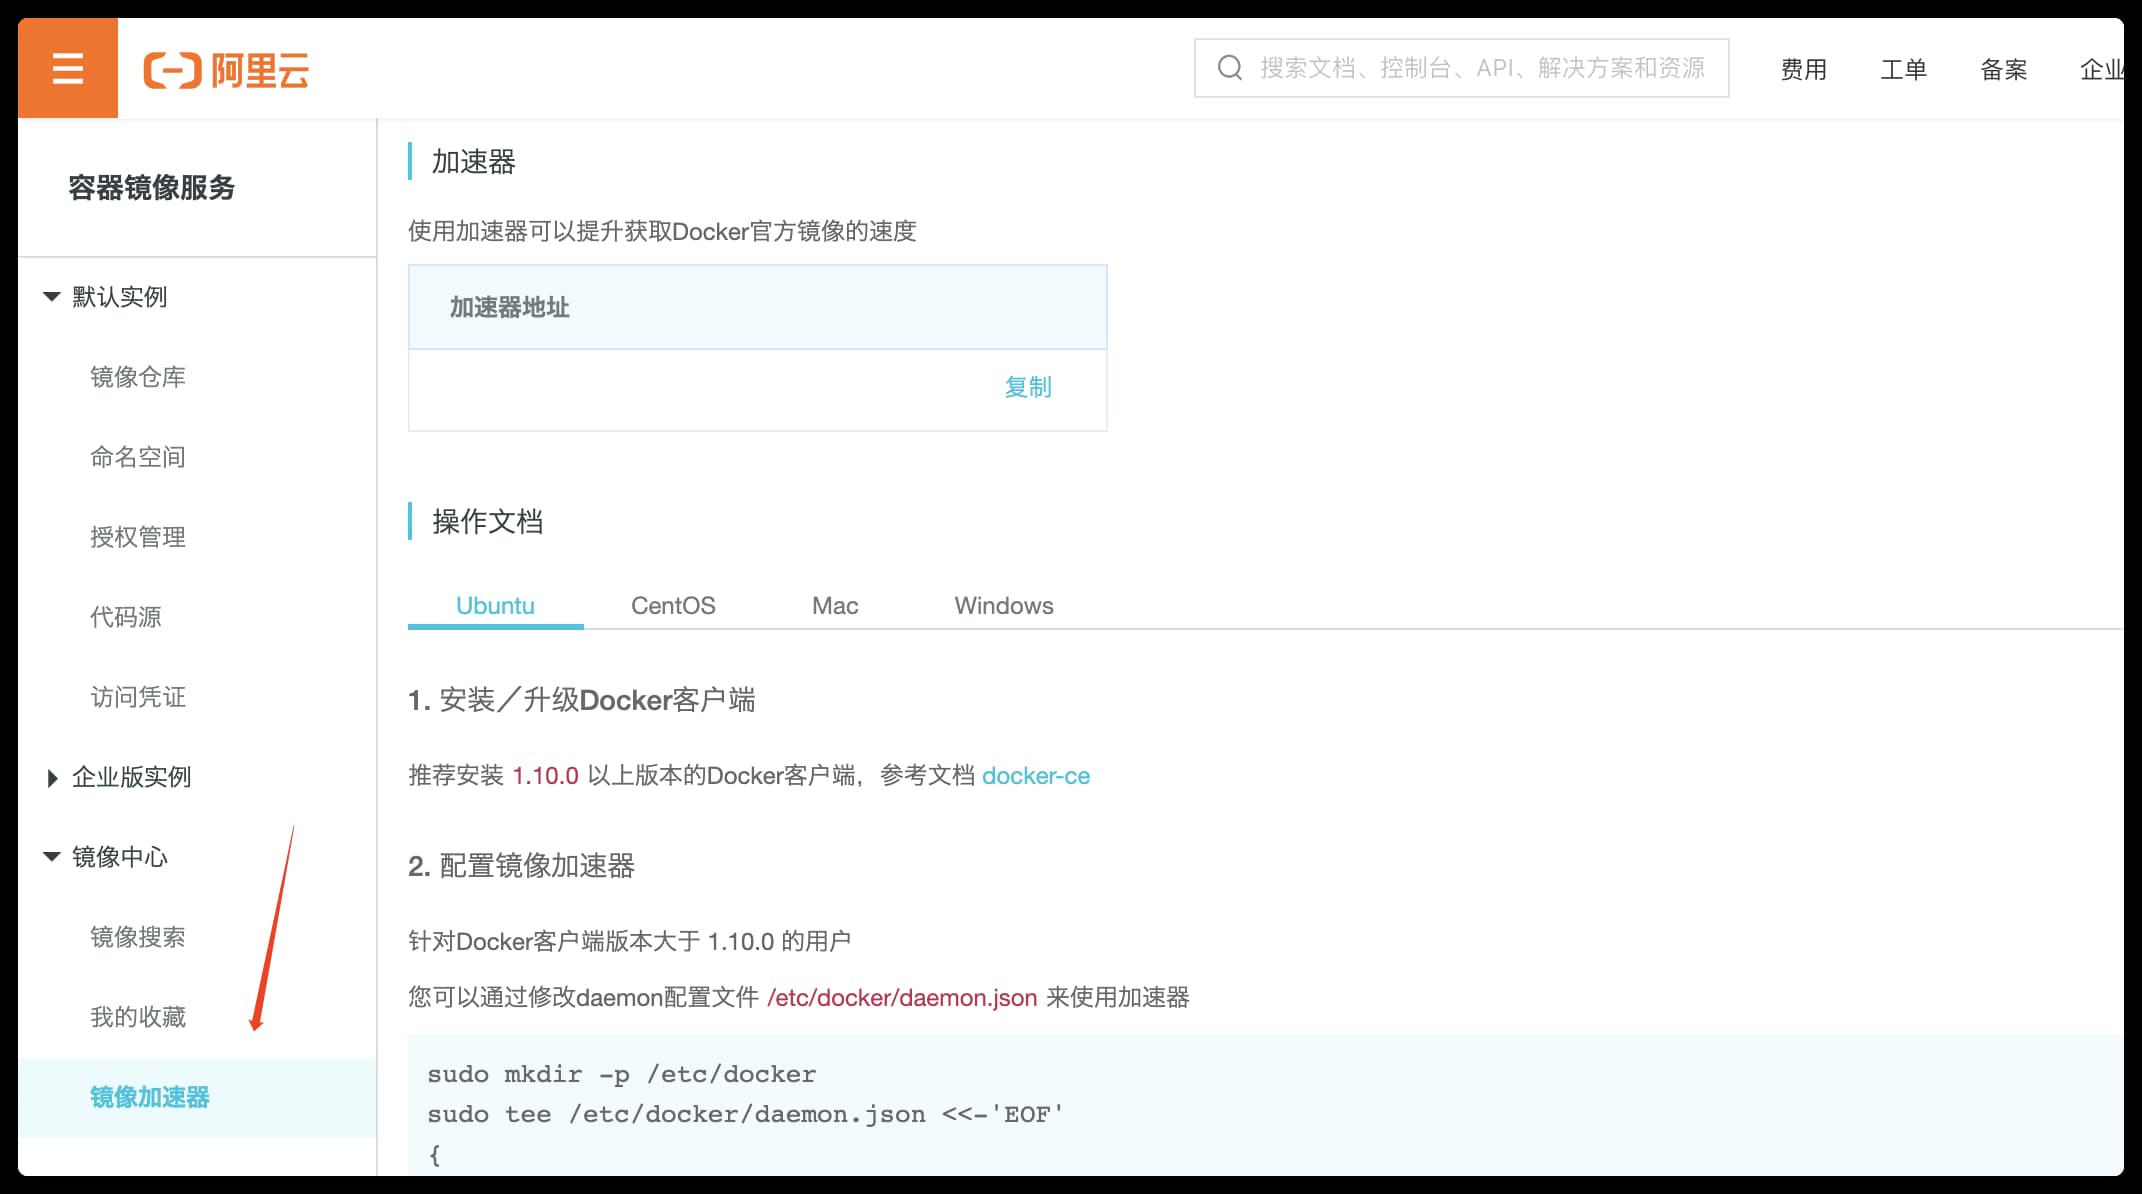 阿里云
搜索文档、控制台、API、解决方案和资源
费用
工单
备案
企业
容器镜像服务
默认实例
镜像仓库
命名空间
授权管理
代码源
访问凭证
企业版实例
镜像中心
镜像搜索
我的收藏
镜像加速器
加速器
使用加速器可以提升获取Docker官方镜像的速度
加速器地址
复制
操作文档
Ubuntu
CentOS
Mac
Windows
1. 安装／升级Docker客户端
推荐安装 1.10.0 以上版本的Docker客户端，参考文档 docker-ce
2. 配置镜像加速器
针对Docker客户端版本大于 1.10.0 的用户
您可以通过修改daemon配置文件 /etc/docker/daemon.json 来使用加速器
sudo mkdir -p /etc/docker
sudo tee /etc/docker/daemon.json <<-'EOF'
{